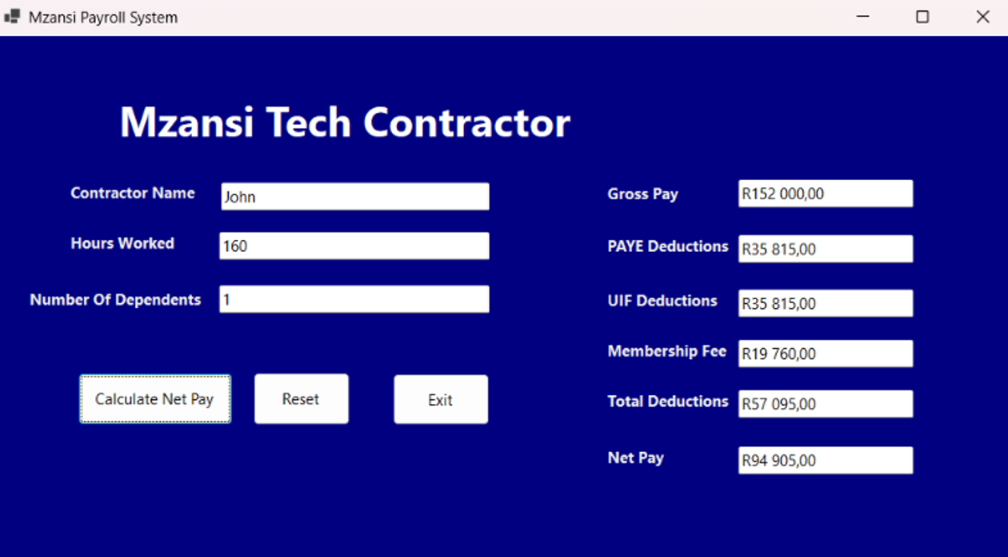 Mzansi Payroll System
Mzansi Tech Contractor
Contractor Name John
Hours Worked 160
Number Of Dependents 1
Calculate Net Pay Reset Exit
Gross Pay R152 000,00
PAYE Deductions R35 815,00
UIF Deductions R35 815,00
Membership Fee R19 760,00
Total Deductions R57 095,00
Net Pay R94 905,00